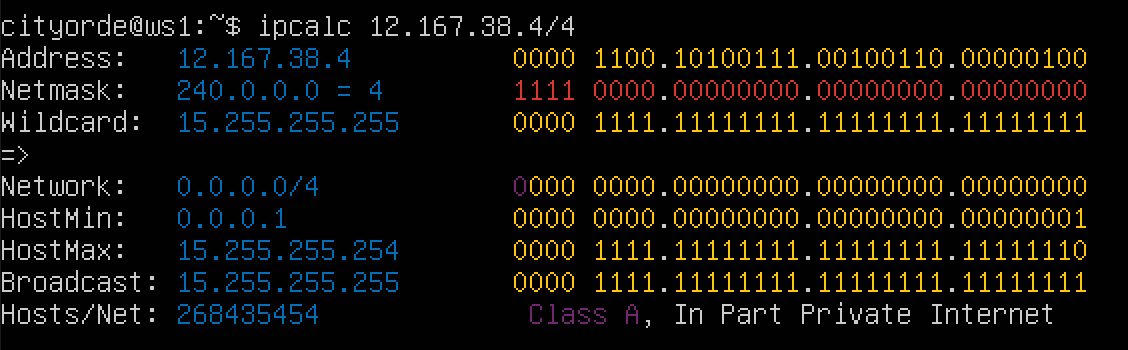 cityorde@ws1:~$ ipcalc 12.167.38.4/4
Address:   12.167.38.4          0000 1100.10100111.00100110.00000100
Netmask:   240.0.0.0 = 4        1111 0000.00000000.00000000.00000000
Wildcard:  15.255.255.255       0000 1111.11111111.11111111.11111111
=>
Network:   0.0.0.0/4            0000 0000.00000000.00000000.00000000
HostMin:   0.0.0.1              0000 0000.00000000.00000000.00000001
HostMax:   15.255.255.254       0000 1111.11111111.11111111.11111110
Broadcast: 15.255.255.255       0000 1111.11111111.11111111.11111111
Hosts/Net: 268435454             Class A, In Part Private Internet